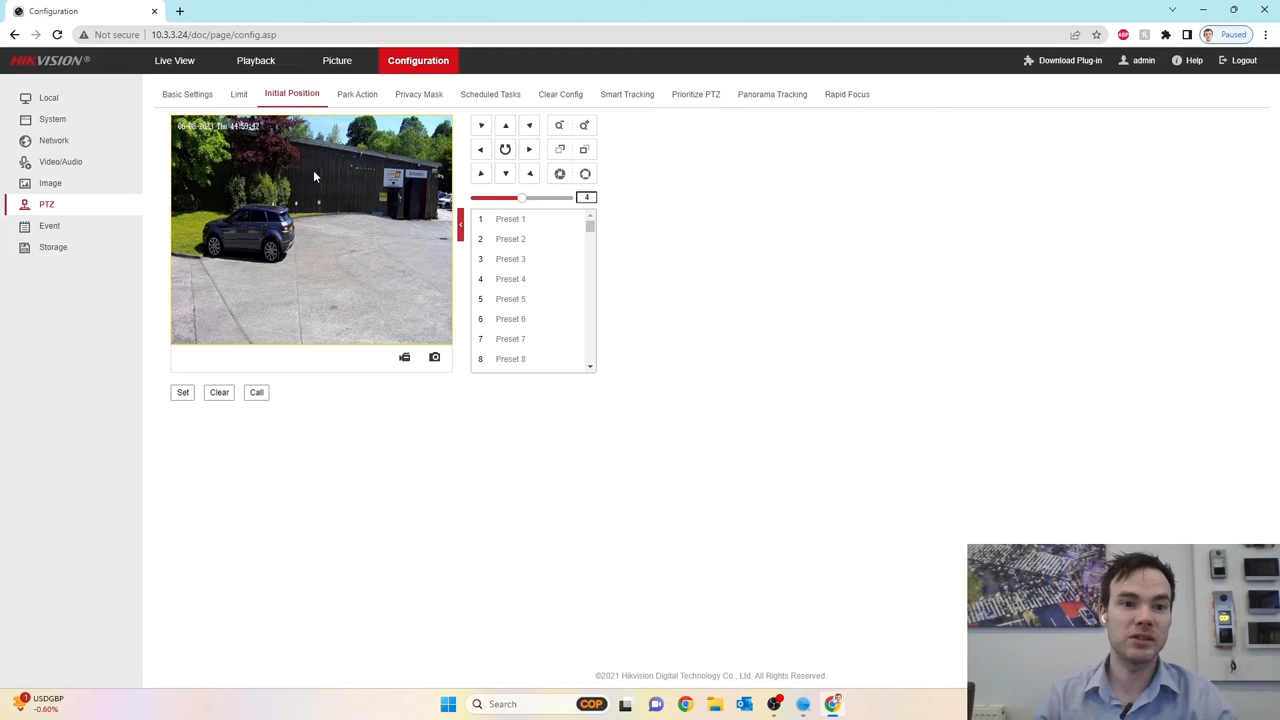 Configuration
Not secure 10.3.3.24/doc/page/config.asp
ABP
Paused
HIKVISION®
Live View
Playback
Picture
Configuration
Download Plug-in
admin
Help
Logout
Local
System
Network
Video/Audio
Image
PTZ
Event
Storage
Basic Settings
Limit
Initial Position
Park Action
Privacy Mask
Scheduled Tasks
Clear Config
Smart Tracking
Prioritize PTZ
Panorama Tracking
Rapid Focus
4
1 Preset 1
2 Preset 2
3 Preset 3
4 Preset 4
5 Preset 5
6 Preset 6
7 Preset 7
8 Preset 8
Set
Clear
Call
COP
©2021 Hikvision Digital Technology Co., Ltd. All Rights Reserved.
1
USDGBP
-0.60%
Search
COP